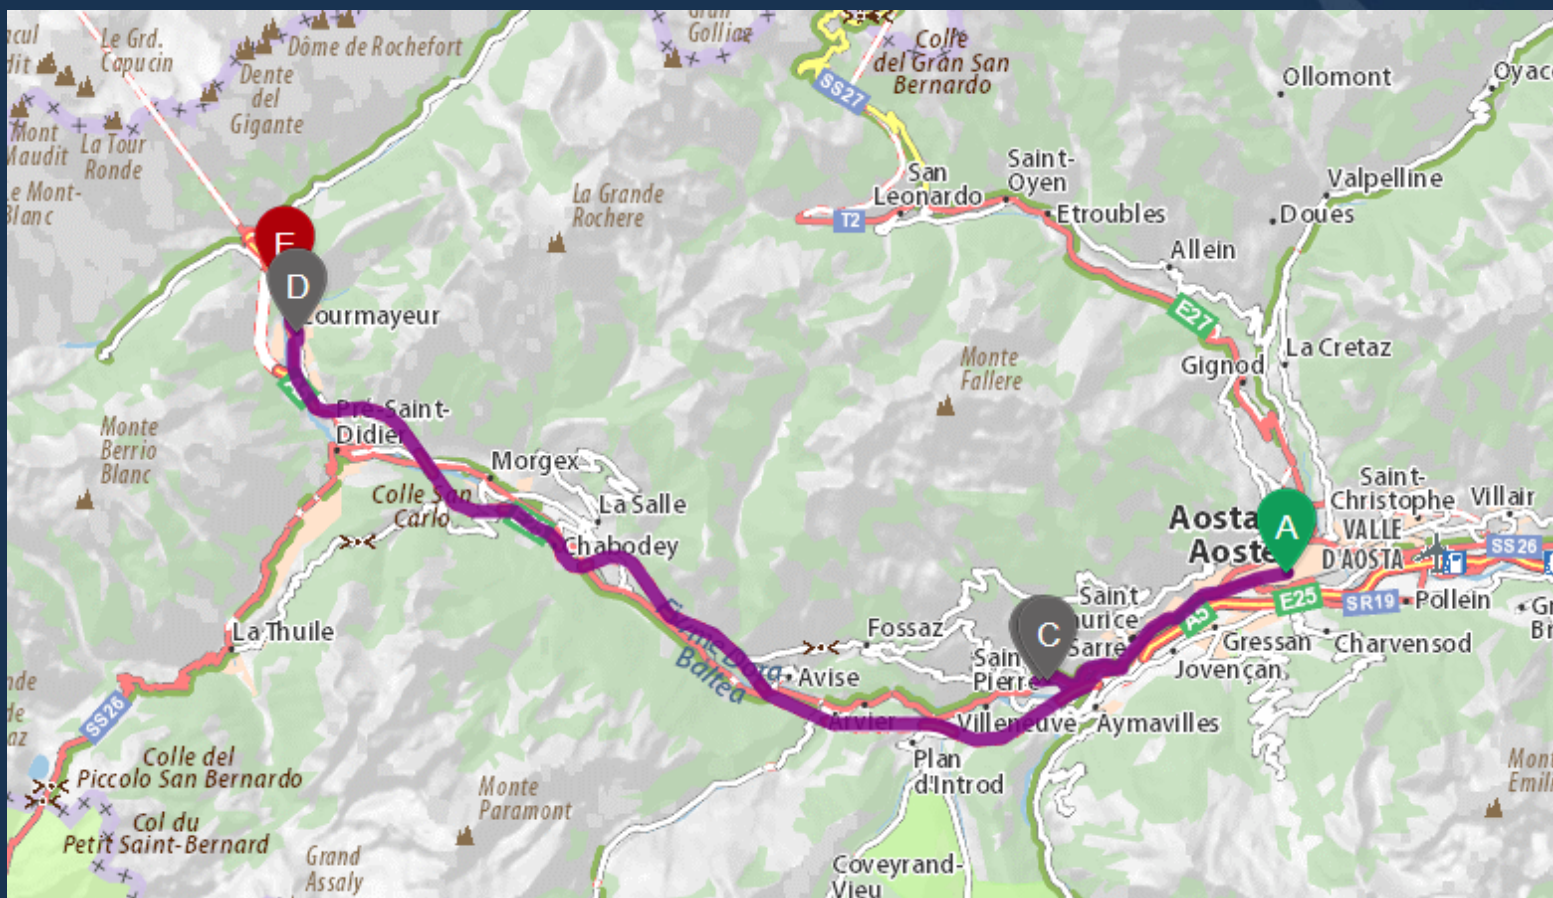 acul
dit
Le Grd.
Capucin
Dôme de Rochefort
Dente
del
Gigante
Mont
Maudit
La Tour
Ronde
e Mont-
Blanc
Golliaz
Colle
del Gran San
Bernardo
SS27
Ollomont
Oyace
San
Leonardo
Saint-
Oyen
T2
Etroubles
Valpelline
Doues
Allein
La Grande
Rochere
E
D
Courmayeur
E27
La Cretaz
Gignod
Monte
Fallere
Pré-Saint-
Didier
Monte
Berrio
Blanc
Morgex
Colle San
Carlo
La Salle
Chabodey
Aosta
Aoste
A
Saint-
Christophe
Villair
VALLE
D'AOSTA
SS26
E25
SR19
Pollein
A5
Gressan
Charvensod
Jovençan
Saint
Sarre
C
Saint
Pierre
Fossaz
La Thuile
Baltea
Avise
Arvier
Villeneuve
Aymavilles
SS26
Plan
d'Introd
Colle del
Piccolo San Bernardo
Col du
Petit Saint-Bernard
Monte
Paramont
Grand
Assaly
Coveyrand-
Vieu
Mont
Emili